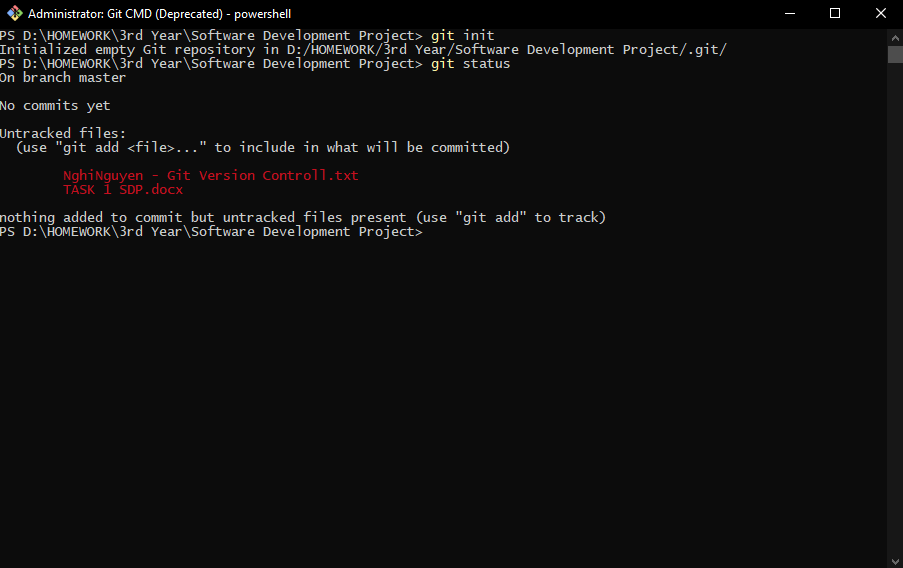 Administrator: Git CMD (Deprecated) - powershell
PS D:\HOMEWORK\3rd Year\Software Development Project> git init
Initialized empty Git repository in D:/HOMEWORK/3rd Year/Software Development Project/.git/
PS D:\HOMEWORK\3rd Year\Software Development Project> git status
On branch master
No commits yet
Untracked files:
(use "git add <file>..." to include in what will be committed)
NghiNguyen - Git Version Controll.txt
TASK 1 SDP.docx
nothing added to commit but untracked files present (use "git add" to track)
PS D:\HOMEWORK\3rd Year\Software Development Project>